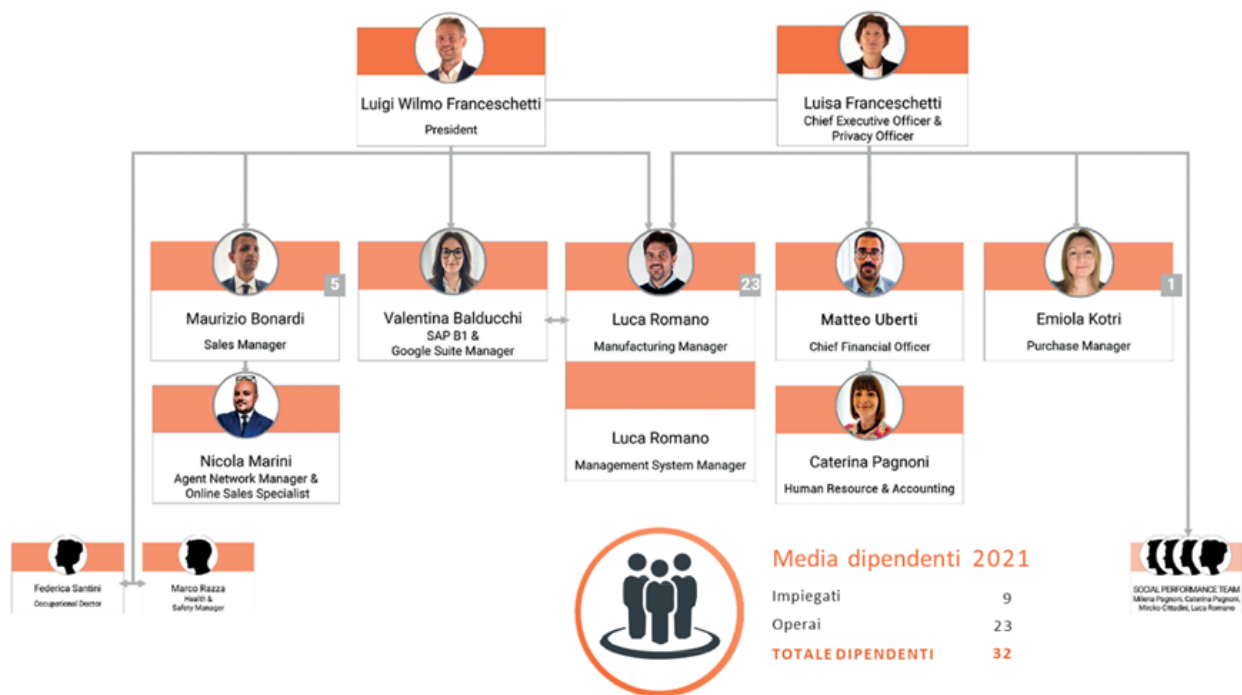 Luigi Wilmo Franceschetti
President
Luisa Franceschetti
Chief Executive Officer &
Privacy Officer
5
Maurizio Bonardi
Sales Manager
Valentina Balducchi
SAP B1 &
Google Suite Manager
23
Luca Romano
Manufacturing Manager
Matteo Uberti
Chief Financial Officer
1
Emiola Kotri
Purchase Manager
Nicola Marini
Agent Network Manager &
Online Sales Specialist
Luca Romano
Management System Manager
Caterina Pagnoni
Human Resource & Accounting
Federica Santini
Occupational Doctor
Marco Razza
Health &
Safety Manager
Media dipendenti 2021
Impiegati 9
Operai 23
TOTALE DIPENDENTI 32
SOCIAL PERFORMANCE TEAM
Milena Pagnoni, Caterina Pagnoni,
Mircko Cittadini, Luca Romano